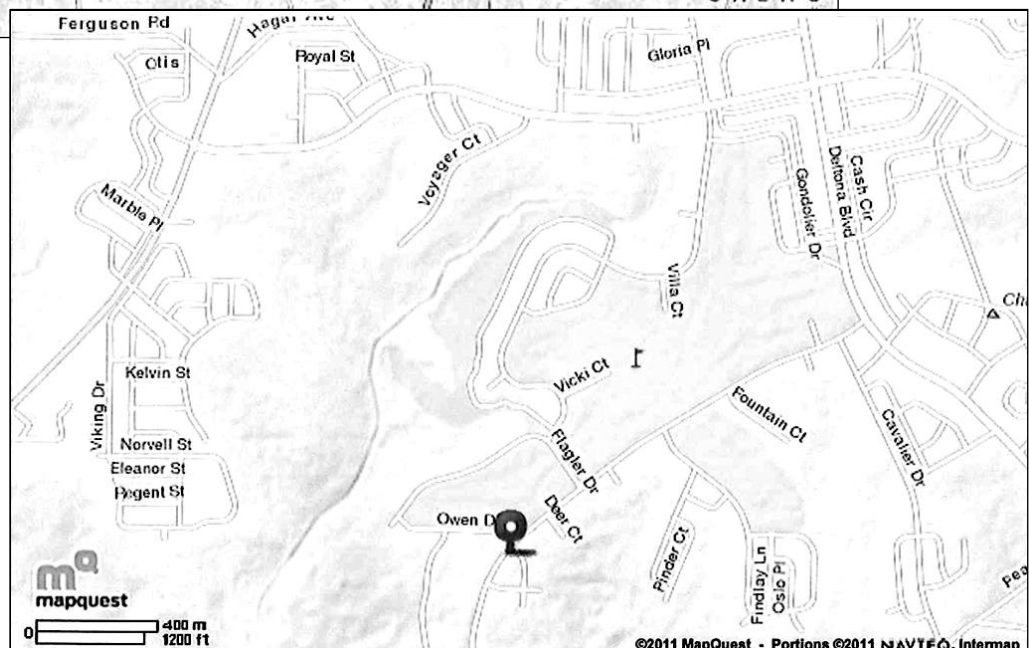 Ferguson Rd
Hagar Ave
Otis
Royal St
Gloria Pl
Voyager Ct
Marble Pl
Gondolier Dr
Deltona Blvd
Cash Cir
Villa Ct
Kelvin St
Vicki Ct
Viking Dr
Fountain Ct
Cavalier Dr
Norvell St
Eleanor St
Regent St
Flagler Dr
Owen D
Deer Ct
Pinder Ct
Findlay Ln
Oslo Pl
mQ
mapquest
0
400 m
1200 ft
©2011 MapQuest - Portions ©2011 NAVTEQ, Intermap